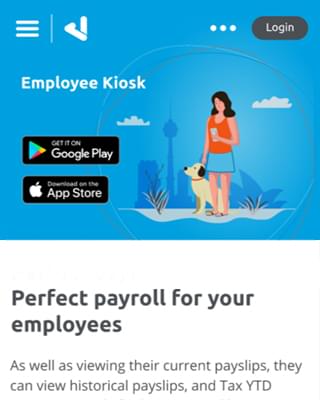 Login
Employee Kiosk
GET IT ON
Google Play
Download on the
App Store
Perfect payroll for your
employees
As well as viewing their current payslips, they
can view historical payslips, and Tax YTD